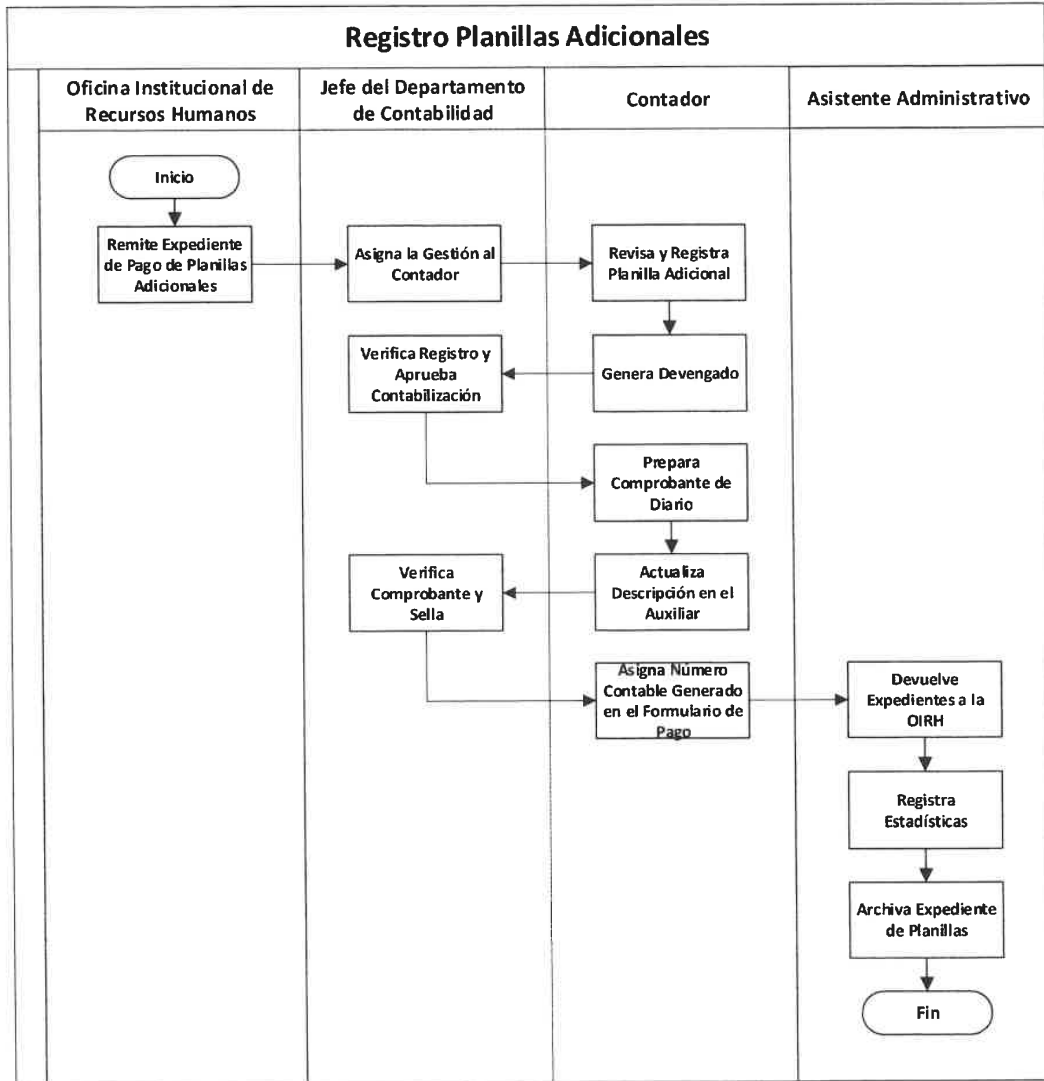 Registro Planillas Adicionales
Oficina Institucional de
Recursos Humanos
Jefe del Departamento
de Contabilidad
Contador
Asistente Administrativo
Inicio
Remite Expediente
de Pago de Planillas
Adicionales
Asigna la Gestión al
Contador
Revisa y Registra
Planilla Adicional
Genera Devengado
Verifica Registro y
Aprueba
Contabilización
Prepara
Comprobante de
Diario
Actualiza
Descripción en el
Auxiliar
Verifica
Comprobante y
Sella
Asigna Número
Contable Generado
en el Formulario de
Pago
Devuelve
Expedientes a la
OIRH
Registra
Estadísticas
Archiva Expediente
de Planillas
Fin